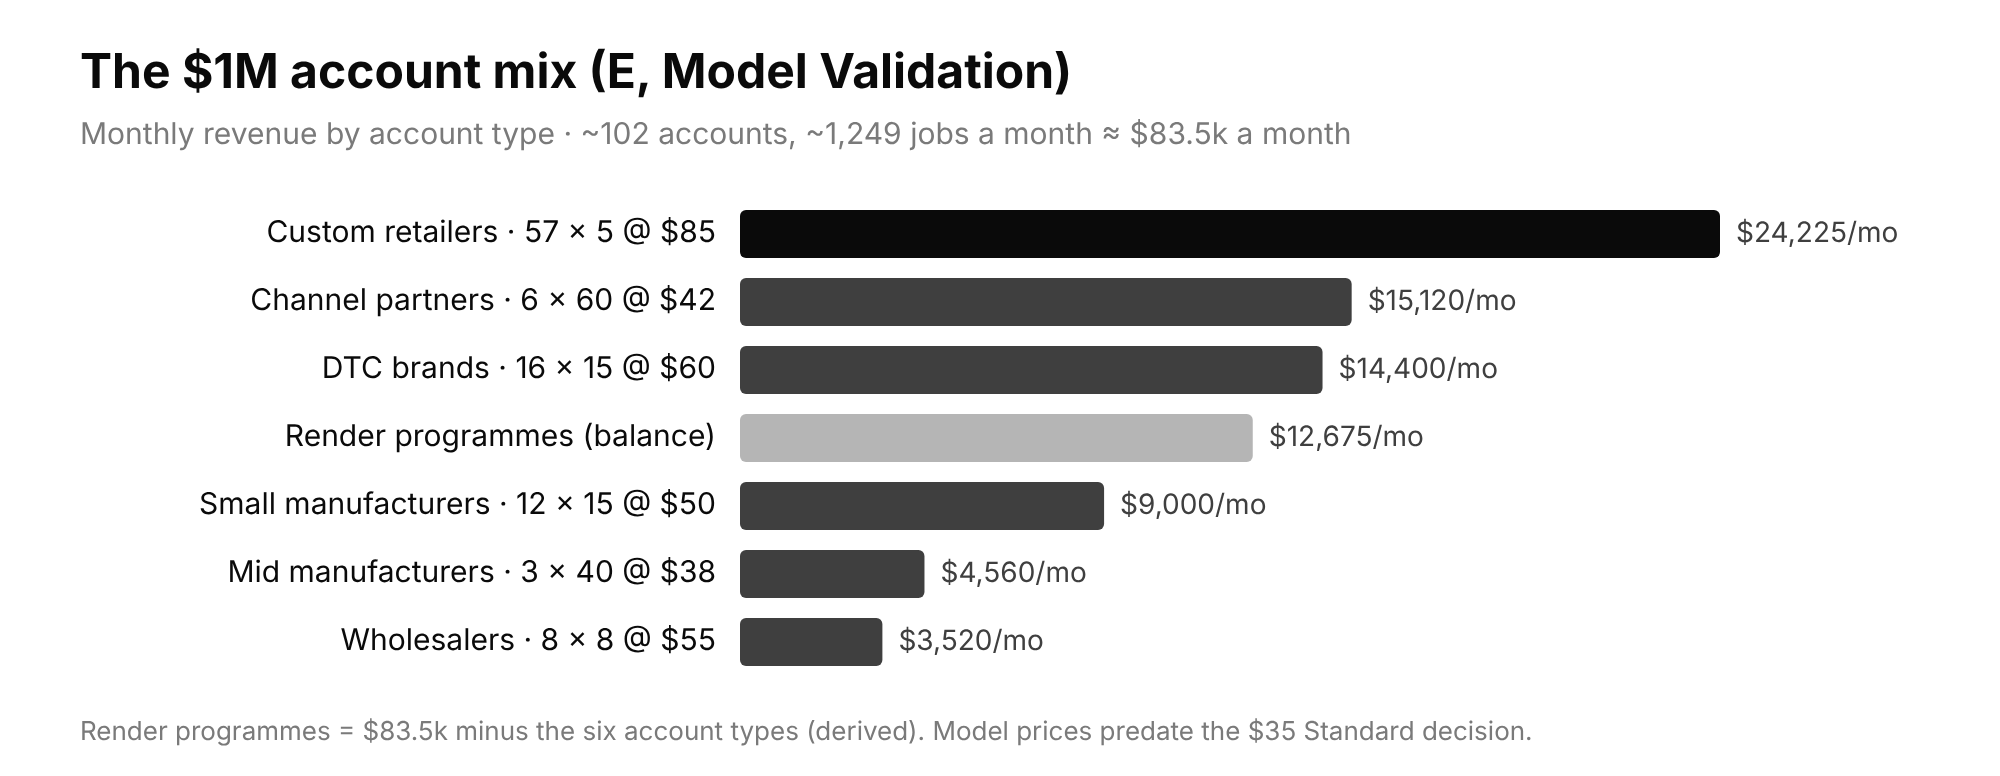 The $1M account mix (E, Model Validation)
Monthly revenue by account type · ~102 accounts, ~1,249 jobs a month ≈ $83.5k a month
Custom retailers · 57 × 5 @ $85 $24,225/mo
Channel partners · 6 × 60 @ $42 $15,120/mo
DTC brands · 16 × 15 @ $60 $14,400/mo
Render programmes (balance) $12,675/mo
Small manufacturers · 12 × 15 @ $50 $9,000/mo
Mid manufacturers · 3 × 40 @ $38 $4,560/mo
Wholesalers · 8 × 8 @ $55 $3,520/mo
Render programmes = $83.5k minus the six account types (derived). Model prices predate the $35 Standard decision.